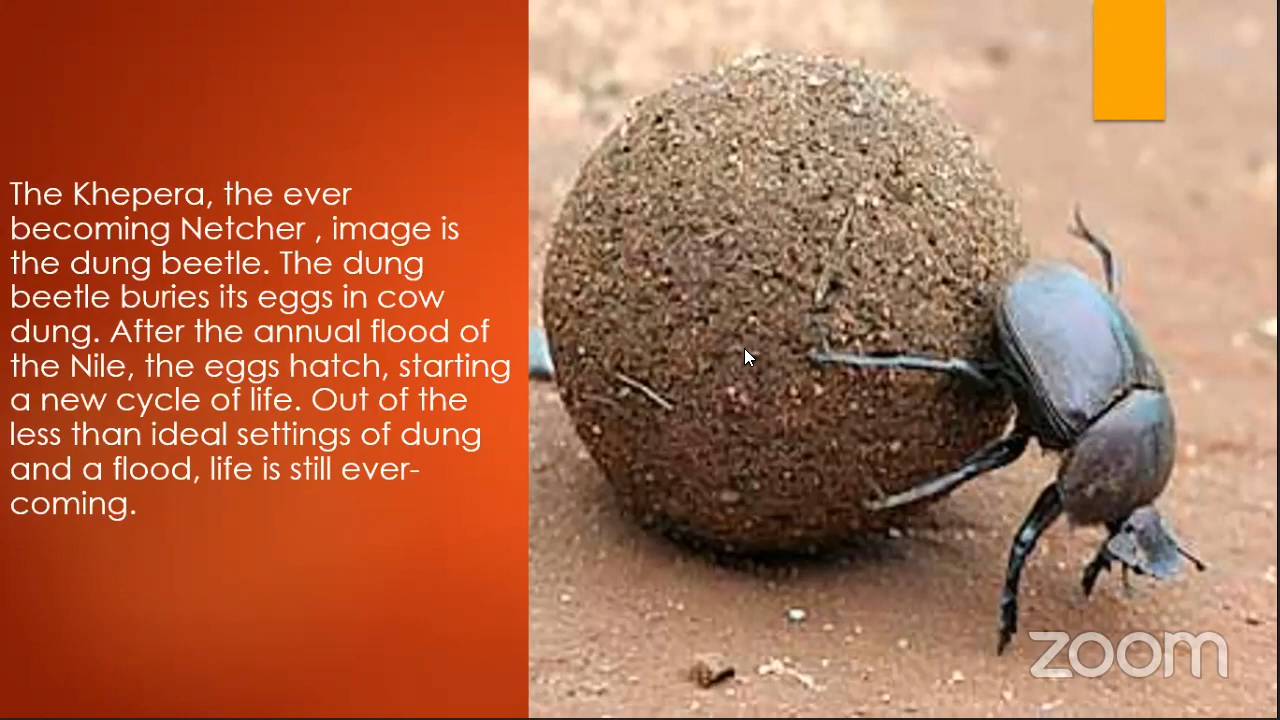 The Khepera, the ever
becoming Netcher , image is
the dung beetle. The dung
beetle buries its eggs in cow
dung. After the annual flood of
the Nile, the eggs hatch, starting
a new cycle of life. Out of the
less than ideal settings of dung
and a flood, life is still ever-
coming.
zoom